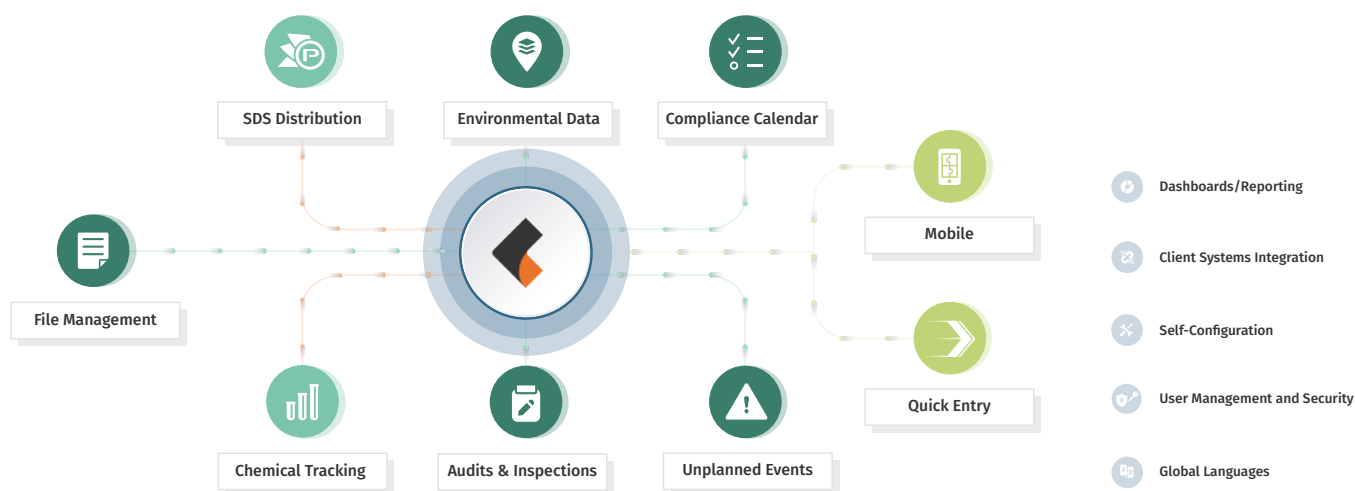 SDS Distribution
Environmental Data
Compliance Calendar
File Management
Chemical Tracking
Audits & Inspections
Unplanned Events
Mobile
Quick Entry
Dashboards/Reporting
Client Systems Integration
Self-Configuration
User Management and Security
Global Languages